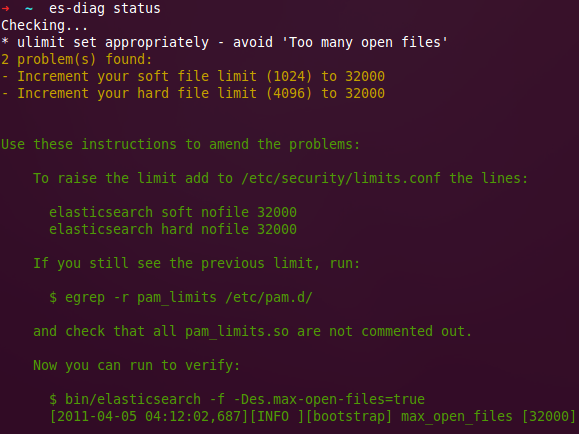 ➜  ~  es-diag status
Checking...
* ulimit set appropriately - avoid 'Too many open files'
2 problem(s) found:
- Increment your soft file limit (1024) to 32000
- Increment your hard file limit (4096) to 32000
Use these instructions to amend the problems:
To raise the limit add to /etc/security/limits.conf the lines:
elasticsearch soft nofile 32000
elasticsearch hard nofile 32000
If you still see the previous limit, run:
$ egrep -r pam_limits /etc/pam.d/
and check that all pam_limits.so are not commented out.
Now you can run to verify:
$ bin/elasticsearch -f -Des.max-open-files=true
[2011-04-05 04:12:02,687][INFO ][bootstrap] max_open_files [32000]